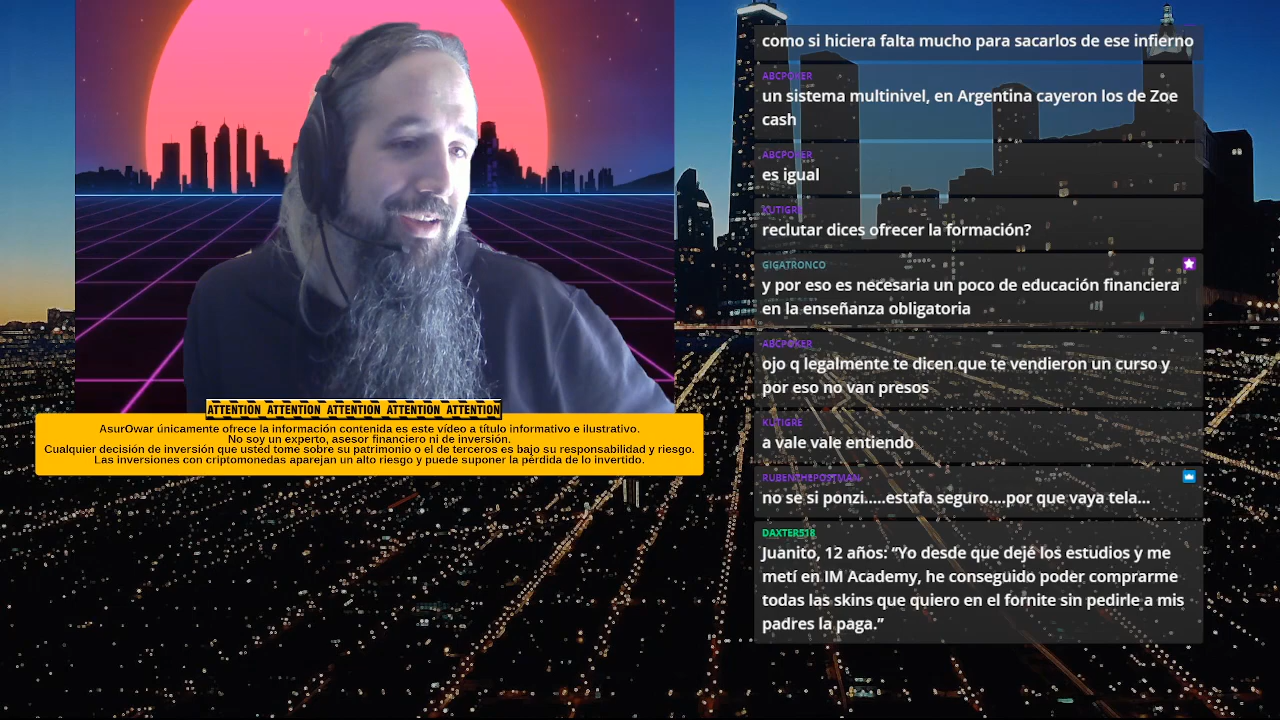 como si hiciera falta mucho para sacarlos de ese infierno
ABCPOKER
un sistema multinivel, en Argentina cayeron los de Zoe
cash
ABCPOKER
es igual
KUTIGRE
reclutar dices ofrecer la formación?
GIGATRONCO
y por eso es necesaria un poco de educación financiera
en la enseñanza obligatoria
ABCPOKER
ojo q legalmente te dicen que te vendieron un curso y
por eso no van presos
KUTIGRE
a vale vale entiendo
RUBENTHEPOSTMAN
no se si ponzi.....estafa seguro....por que vaya tela...
DAXTER518
Juanito, 12 años: “Yo desde que dejé los estudios y me
metí en IM Academy, he conseguido poder comprarme
todas las skins que quiero en el fornite sin pedirle a mis
padres la paga.”
ATTENTION ATTENTION ATTENTION ATTENTION ATTENTION
AsurOwar únicamente ofrece la información contenida es este vídeo a título informativo e ilustrativo.
No soy un experto, asesor financiero ni de inversión.
Cualquier decisión de inversión que usted tome sobre su patrimonio o el de terceros es bajo su responsabilidad y riesgo.
Las inversiones con criptomonedas aparejan un alto riesgo y puede suponer la pérdida de lo invertido.